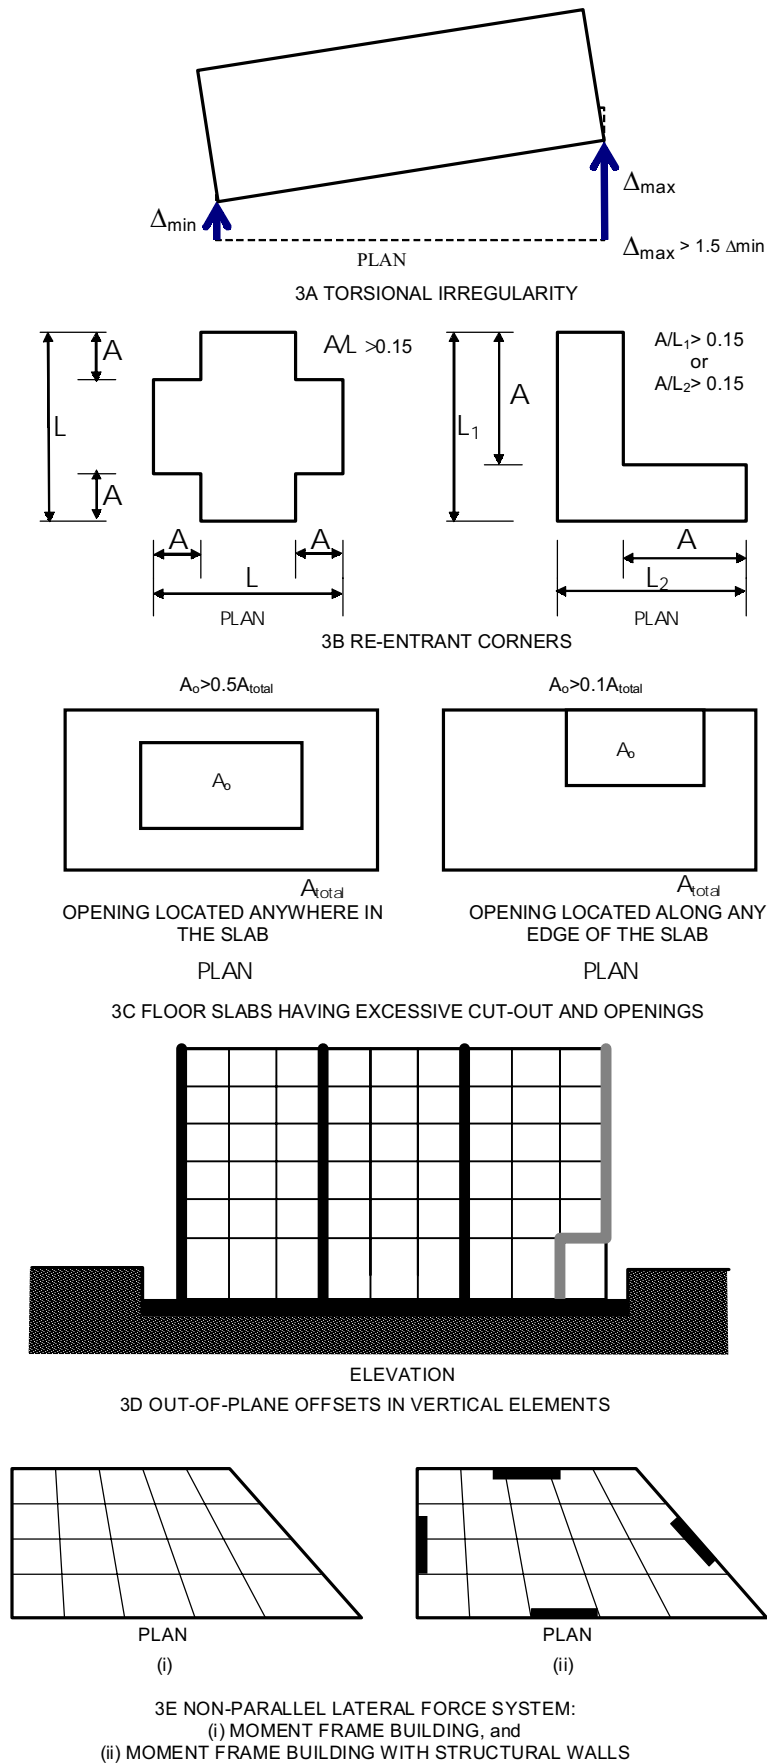 Δmax
Δmin
Δmax > 1.5 Δmin
PLAN
3A TORSIONAL IRREGULARITY
A
A/L >0.15
A/L1> 0.15
or
A/L2> 0.15
L
A
L1
A
A A
L
PLAN
A
L2
PLAN
3B RE-ENTRANT CORNERS
Ao>0.5Atotal
Ao>0.1Atotal
Ao
Ao
Atotal
Atotal
OPENING LOCATED ANYWHERE IN
THE SLAB
OPENING LOCATED ALONG ANY
EDGE OF THE SLAB
PLAN
PLAN
3C FLOOR SLABS HAVING EXCESSIVE CUT-OUT AND OPENINGS
ELEVATION
3D OUT-OF-PLANE OFFSETS IN VERTICAL ELEMENTS
PLAN
(i)
PLAN
(ii)
3E NON-PARALLEL LATERAL FORCE SYSTEM:
(i) MOMENT FRAME BUILDING, and
(ii) MOMENT FRAME BUILDING WITH STRUCTURAL WALLS